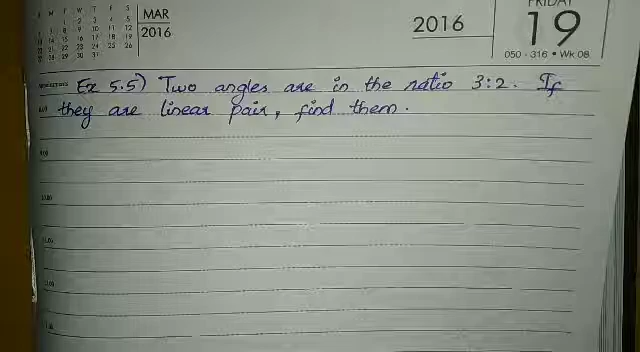 MAR
2016
2016
FRIDAY
19
050 - 316 • WK 08
Ex 5.5) Two angles are in the ratio 3:2. If
they are linear pair, find them.